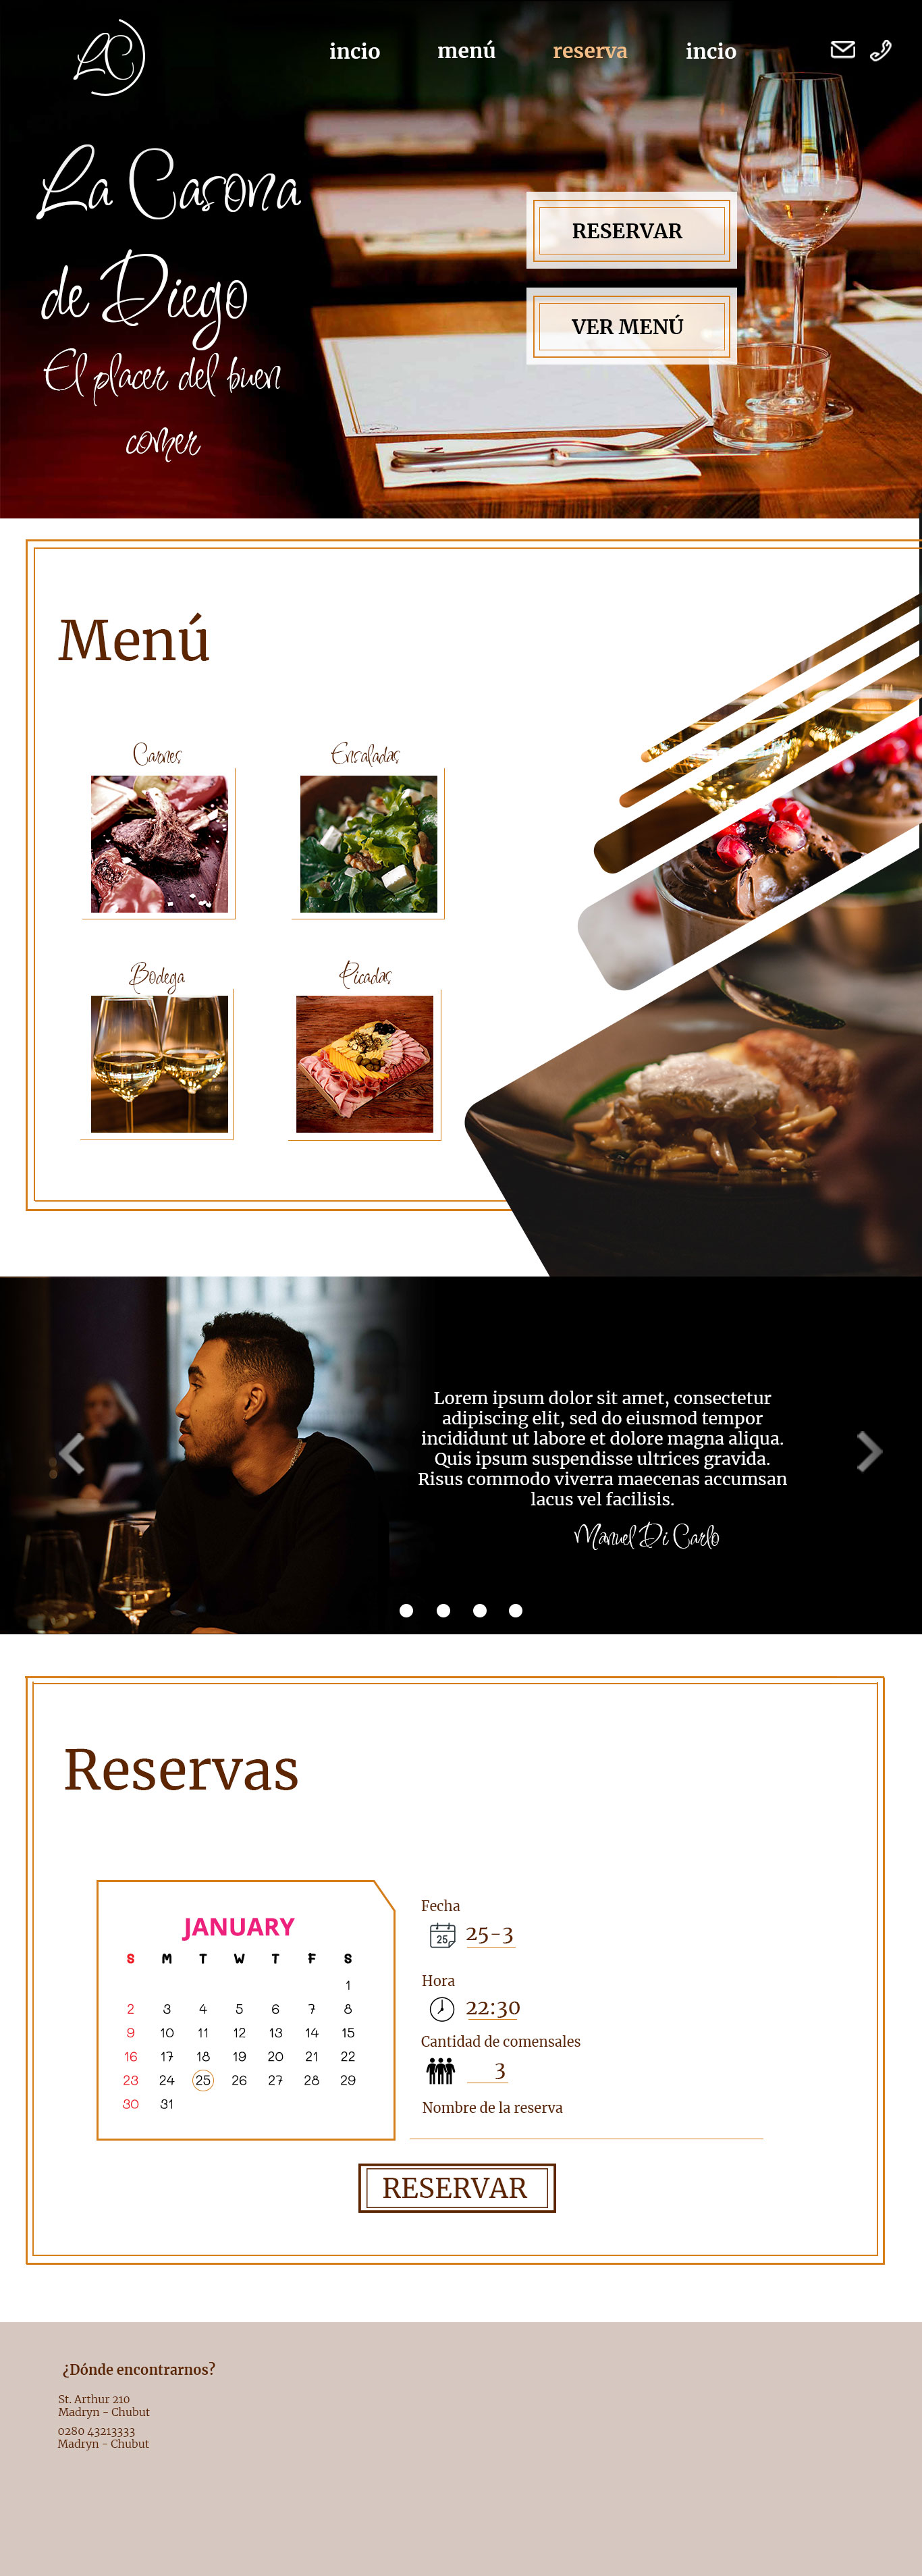 LC
incio menú reserva incio
La Casona
de Diego
El placer del buen
comer
RESERVAR
VER MENÚ
Menú
Carnes Ensaladas
Bodega Picadas
Lorem ipsum dolor sit amet, consectetur
adipiscing elit, sed do eiusmod tempor
incididunt ut labore et dolore magna aliqua.
Quis ipsum suspendisse ultrices gravida.
Risus commodo viverra maecenas accumsan
lacus vel facilisis.
Manuel Di Carlo
Reservas
JANUARY
S M T W T F S
1
2 3 4 5 6 7 8
9 10 11 12 13 14 15
16 17 18 19 20 21 22
23 24 25 26 27 28 29
30 31
Fecha
25 25-3
Hora
22:30
Cantidad de comensales
3
Nombre de la reserva
RESERVAR
¿Dónde encontrarnos?
St. Arthur 210
Madryn - Chubut
0280 43213333
Madryn - Chubut